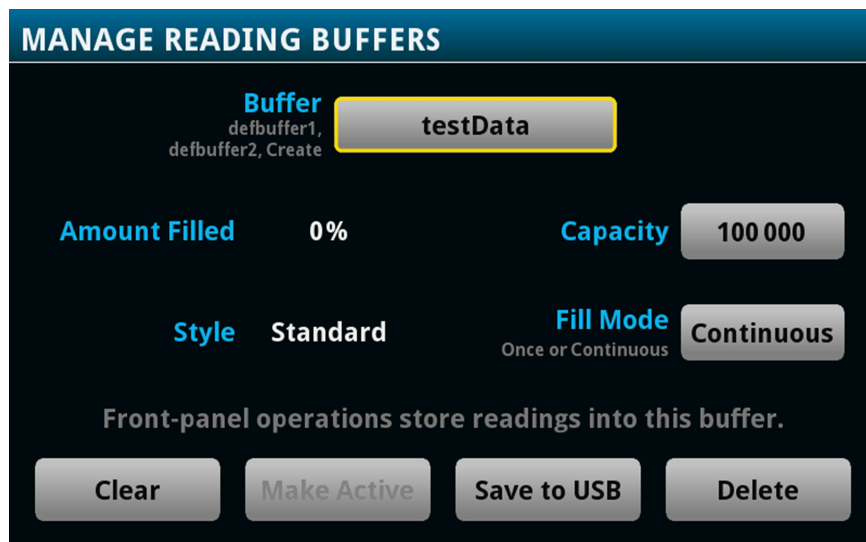 MANAGE READING BUFFERS
Buffer
defbuffer1,
defbuffer2, Create
testData
Amount Filled 0%
Capacity 100 000
Style Standard
Fill Mode
Once or Continuous
Continuous
Front-panel operations store readings into this buffer.
Clear Make Active Save to USB Delete